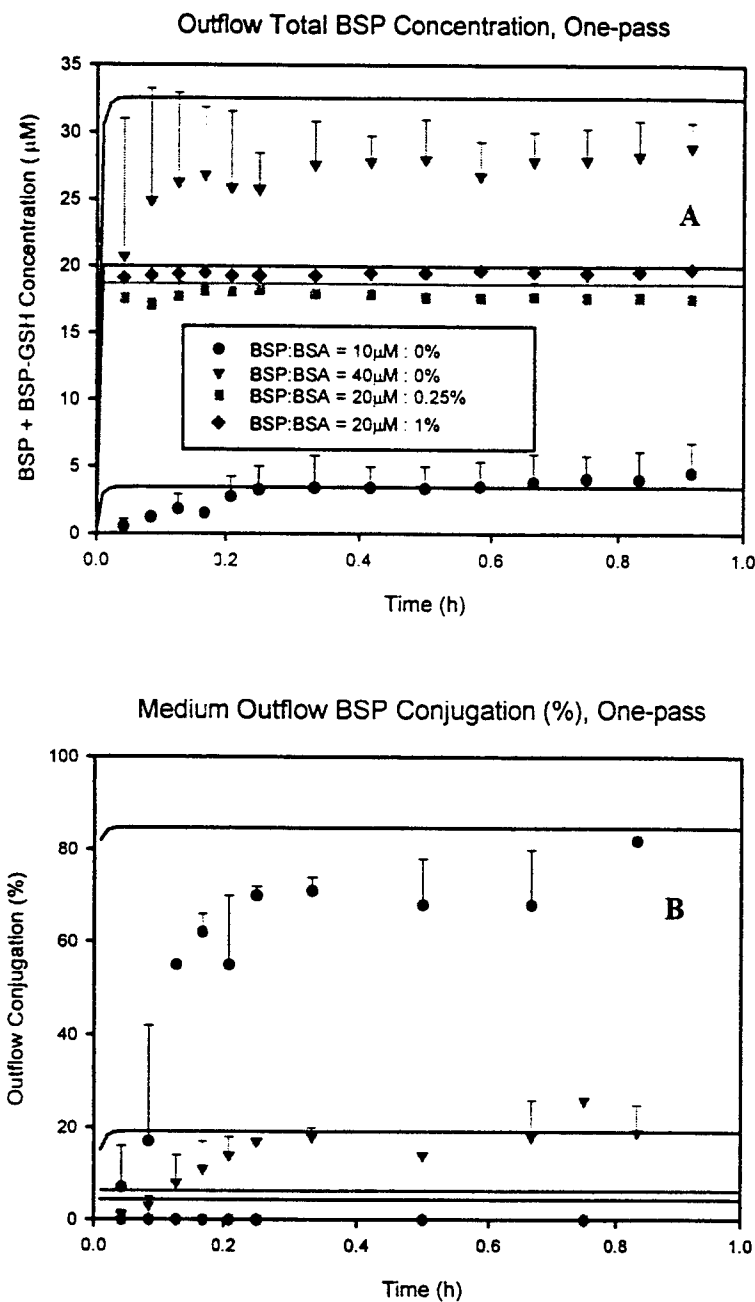 Outflow Total BSP Concentration, One-pass
BSP + BSP-GSH Concentration (µM)
35
30
25
20
15
10
5
0
A
BSP:BSA = 10µM : 0%
BSP:BSA = 40µM : 0%
BSP:BSA = 20µM : 0.25%
BSP:BSA = 20µM : 1%
0.0 0.2 0.4 0.6 0.8 1.0
Time (h)
Medium Outflow BSP Conjugation (%), One-pass
Outflow Conjugation (%)
100
80
60
40
20
0
B
0.0 0.2 0.4 0.6 0.8 1.0
Time (h)